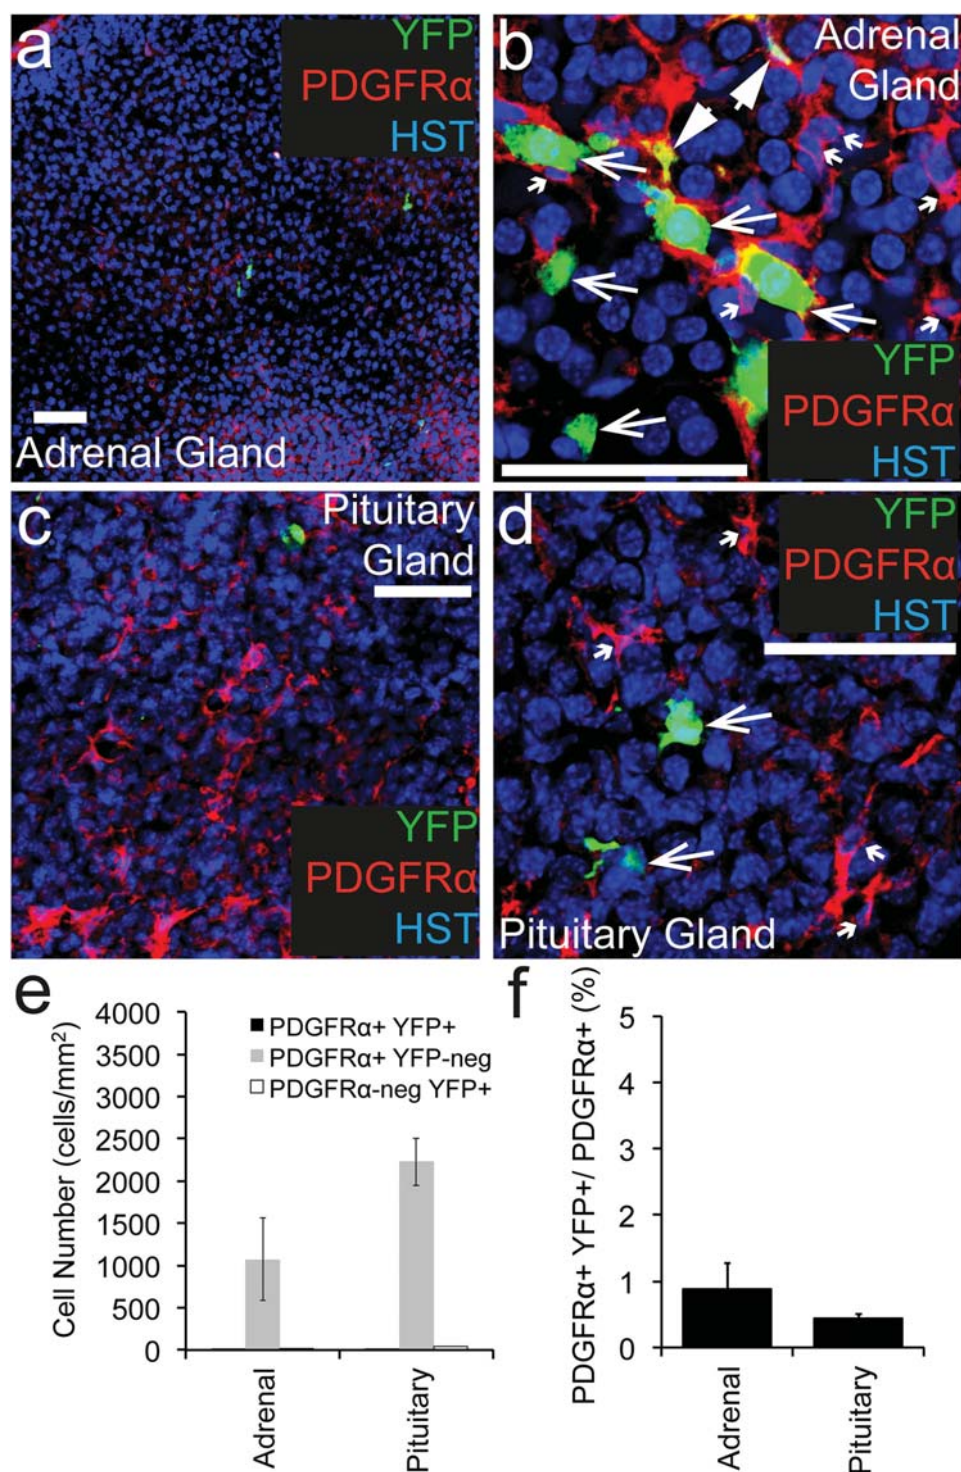 a
YFP
PDGFRα
HST
Adrenal Gland
b
Adrenal
Gland
YFP
PDGFRα
HST
c
Pituitary
Gland
YFP
PDGFRα
HST
d
YFP
PDGFRα
HST
Pituitary Gland
e
Cell Number (cells/mm²)
4000
3500
3000
2500
2000
1500
1000
500
0
PDGFRα+ YFP+
PDGFRα+ YFP-neg
PDGFRα-neg YFP+
Adrenal
Pituitary
f
PDGFRα+ YFP+/ PDGFRα+ (%)
5
4
3
2
1
0
Adrenal
Pituitary